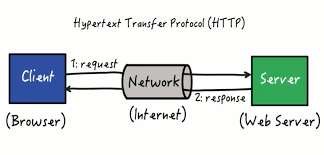 Hypertext Transfer Protocol (HTTP)
1: request
Client
Network
Server
2: response
(Browser)
(Internet)
(Web Server)